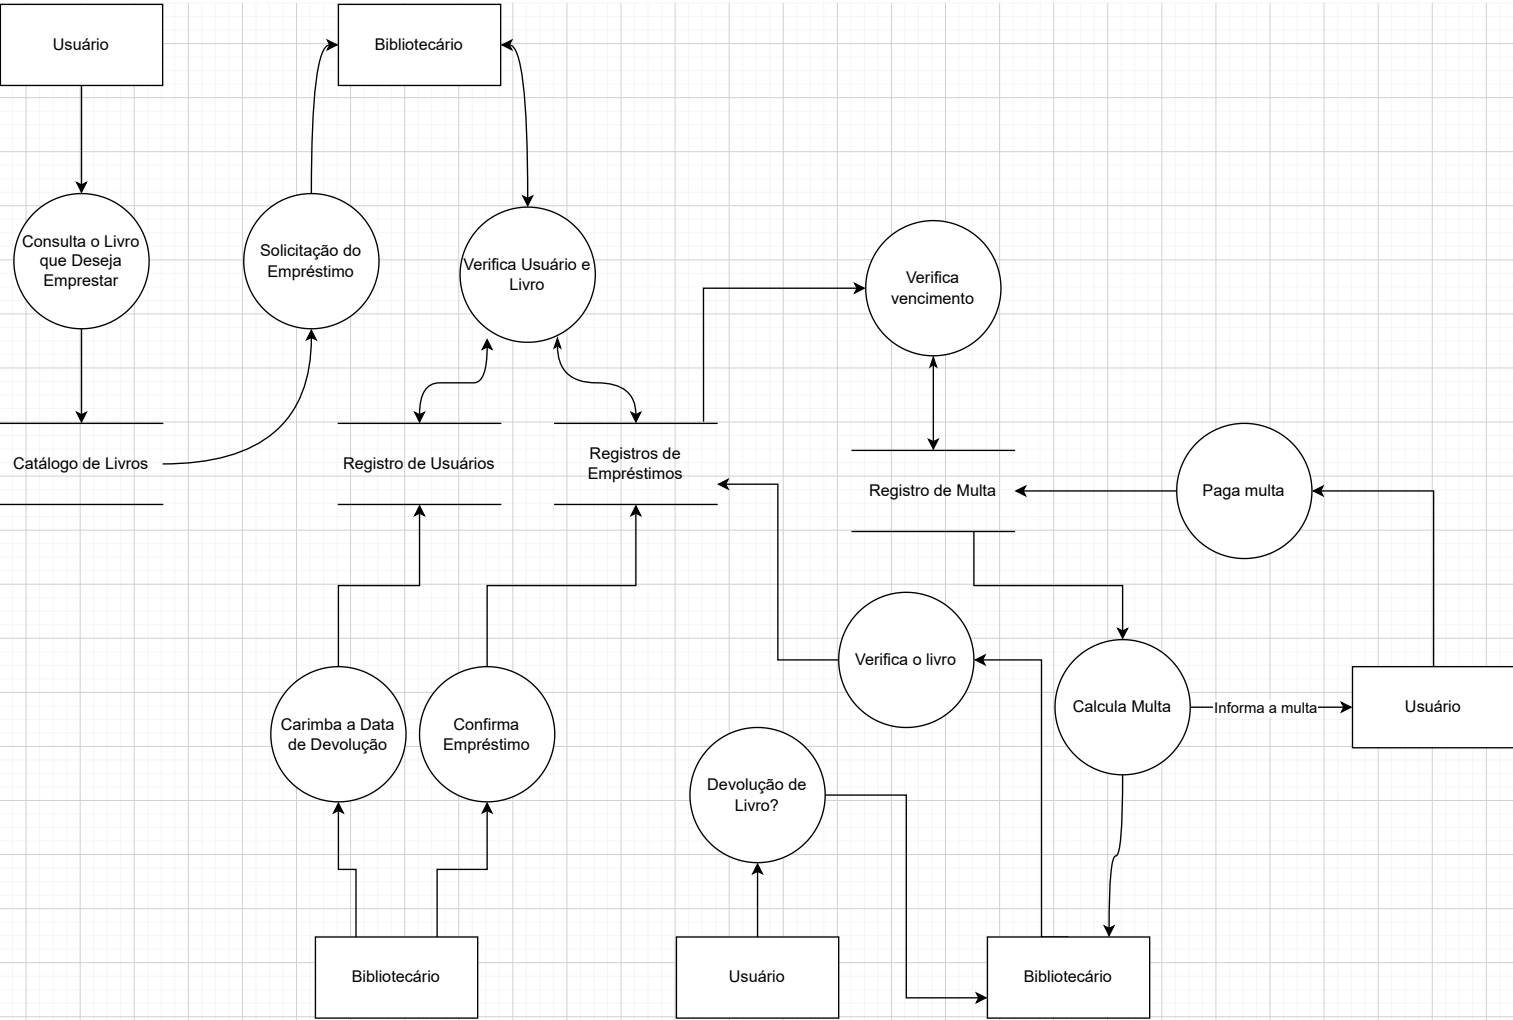 Usuário
Bibliotecário
Consulta o Livro
que Deseja
Emprestar
Solicitação do
Empréstimo
Verifica Usuário e
Livro
Verifica
vencimento
Catálogo de Livros
Registro de Usuários
Registros de
Empréstimos
Registro de Multa
Paga multa
Verifica o livro
Calcula Multa
Informa a multa
Usuário
Carimba a Data
de Devolução
Confirma
Empréstimo
Devolução de
Livro?
Bibliotecário
Usuário
Bibliotecário